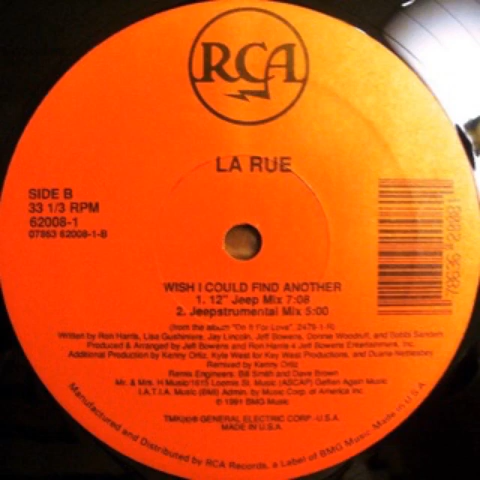 RCA
LA RUE
SIDE B
33 1/3 RPM
62008-1
07863 62008-1-B
WISH I COULD FIND ANOTHER
1. 12" Jeep Mix 7:08
2. Jeepstrumental Mix 5:00
(from the album "Do It For Love", 2479-1-R)
Written by Ron Harris, Lisa Jay Lincoln, Jeff Bowens, Donnie Woodruff, and Bobby Sanders
Produced & Arranged by Jeff Bowens and Ron Harris 4 Jeff Bowens Entertainment, Inc.
Additional Production by Kenny Ortiz, Kyle West for Key West Productions, and Duane
Remixed by Kenny Ortiz
Remix Engineers: Bill Smith and Dave Brown
Mr. & Mrs. H Music/1615 Loomis St. Music (ASCAP) Geffen Again Music
I.A.T.I.A. Music (BMI) Admin. by Music Corp. of America Inc
© 1991 BMG Music
TMK(s)® GENERAL ELECTRIC CORP.-U.S.A.
MADE IN U.S.A.
Manufactured and Distributed by RCA Records, a Label of BMG Music-Made in U.S.A.